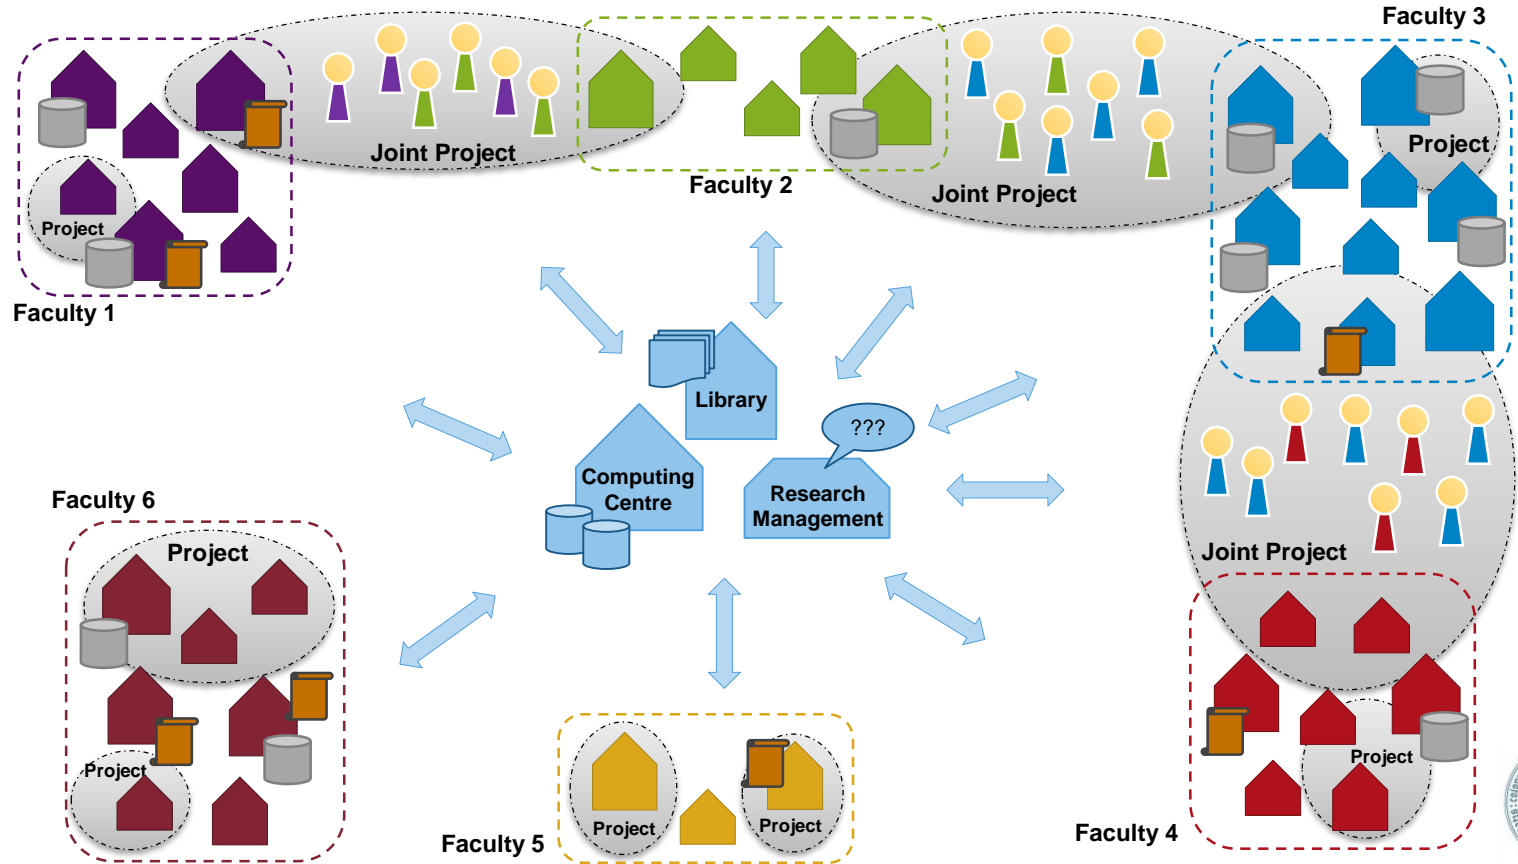 Faculty 3
Joint Project
Project
Faculty 2
Joint Project
Project
Faculty 1
Library
???
Computing
Centre
Research
Management
Faculty 6
Project
Joint Project
Project
Project
Project
Project
Faculty 5
Faculty 4